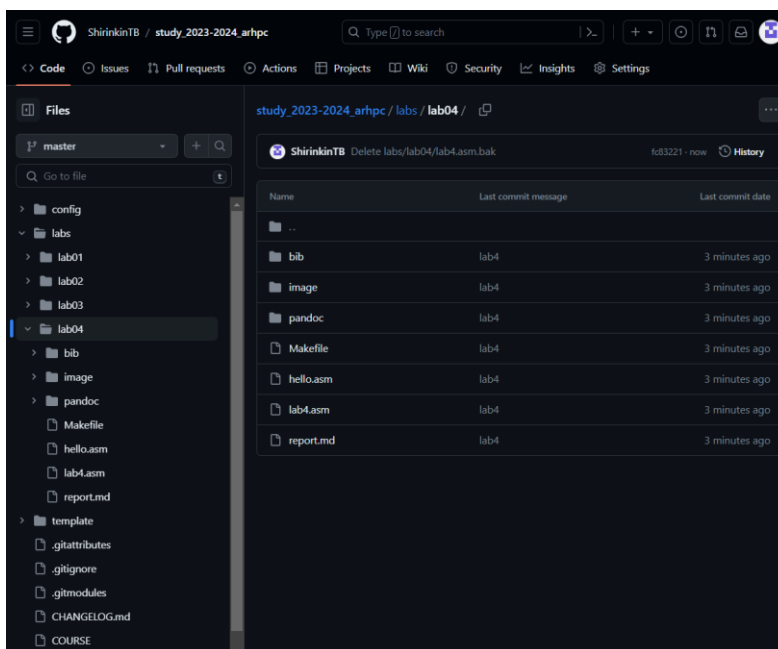 ShirinkinTB / study_2023-2024_arhpc
Type / to search
Code Issues Pull requests Actions Projects Wiki Security Insights Settings
Files
master
Go to file t
config
labs
lab01
lab02
lab03
lab04
bib
image
pandoc
Makefile
hello.asm
lab4.asm
report.md
template
.gitattributes
.gitignore
.gitmodules
CHANGELOG.md
COURSE
study_2023-2024_arhpc / labs / lab04 /
ShirinkinTB Delete labs/lab04/lab4.asm.bak fc83221 · now History
Name Last commit message Last commit date
..
bib lab4 3 minutes ago
image lab4 3 minutes ago
pandoc lab4 3 minutes ago
Makefile lab4 3 minutes ago
hello.asm lab4 3 minutes ago
lab4.asm lab4 3 minutes ago
report.md lab4 3 minutes ago